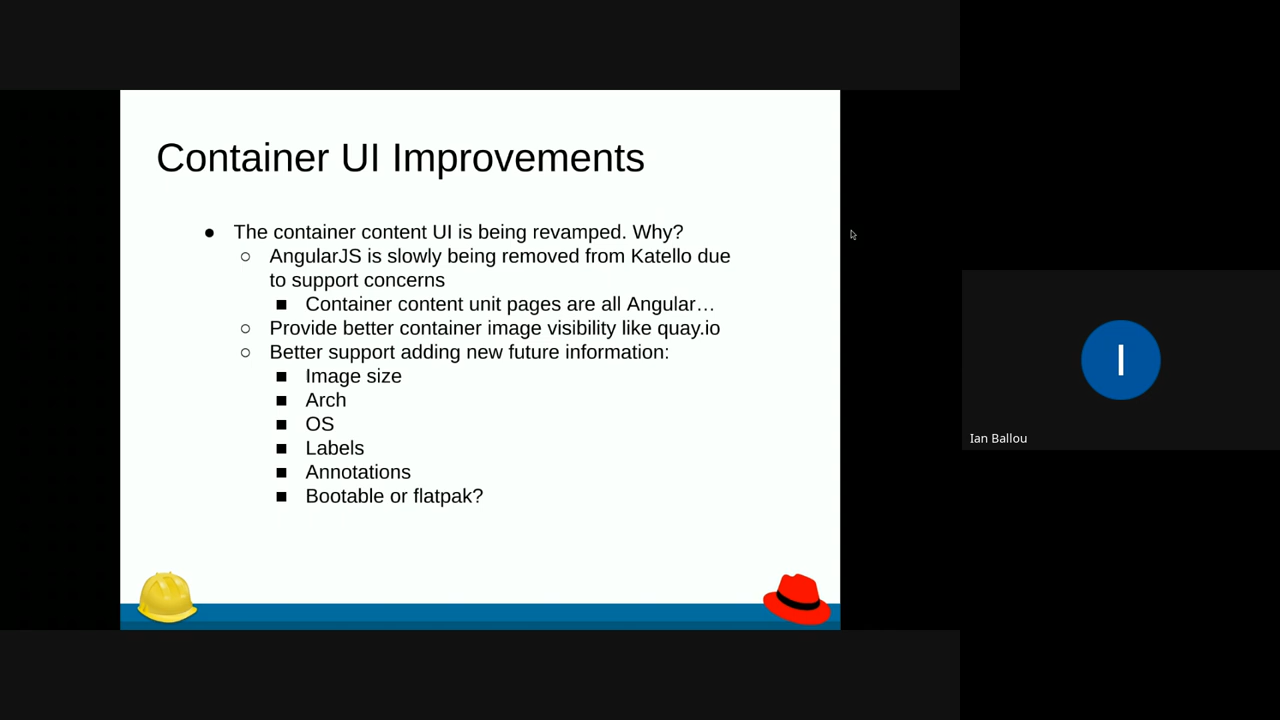 Container UI Improvements
● The container content UI is being revamped. Why?
○ AngularJS is slowly being removed from Katello due
to support concerns
■ Container content unit pages are all Angular…
○ Provide better container image visibility like quay.io
○ Better support adding new future information:
■ Image size
■ Arch
■ OS
■ Labels
■ Annotations
■ Bootable or flatpak?
I
Ian Ballou